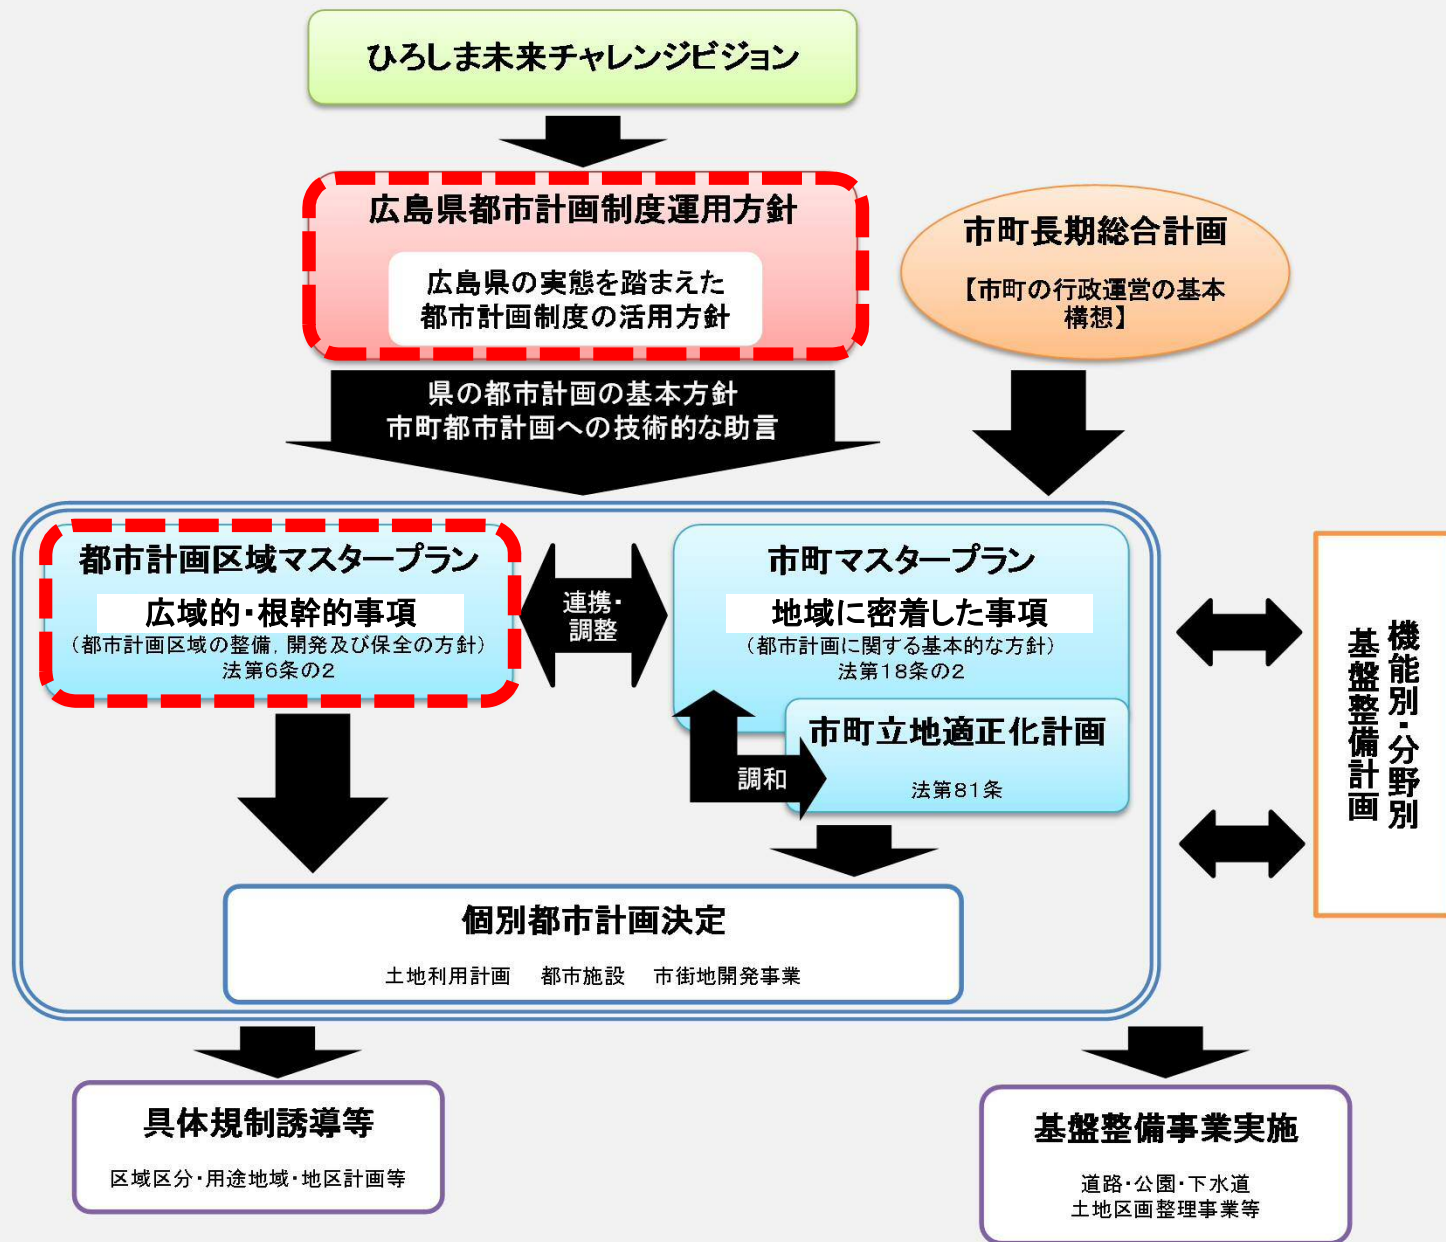 ひろしま未来チャレンジビジョン
広島県都市計画制度運用方針
広島県の実態を踏まえた
都市計画制度の活用方針
市町長期総合計画
【市町の行政運営の基本
構想】
県の都市計画の基本方針
市町都市計画への技術的な助言
都市計画区域マスタープラン
広域的・根幹的事項
（都市計画区域の整備，開発及び保全の方針）
法第6条の2
連携・
調整
市町マスタープラン
地域に密着した事項
（都市計画に関する基本的な方針）
法第18条の2
市町立地適正化計画
法第81条
調和
機能別・分野別
基盤整備計画
個別都市計画決定
土地利用計画　都市施設　市街地開発事業
具体規制誘導等
区域区分・用途地域・地区計画等
基盤整備事業実施
道路・公園・下水道
土地区画整理事業等